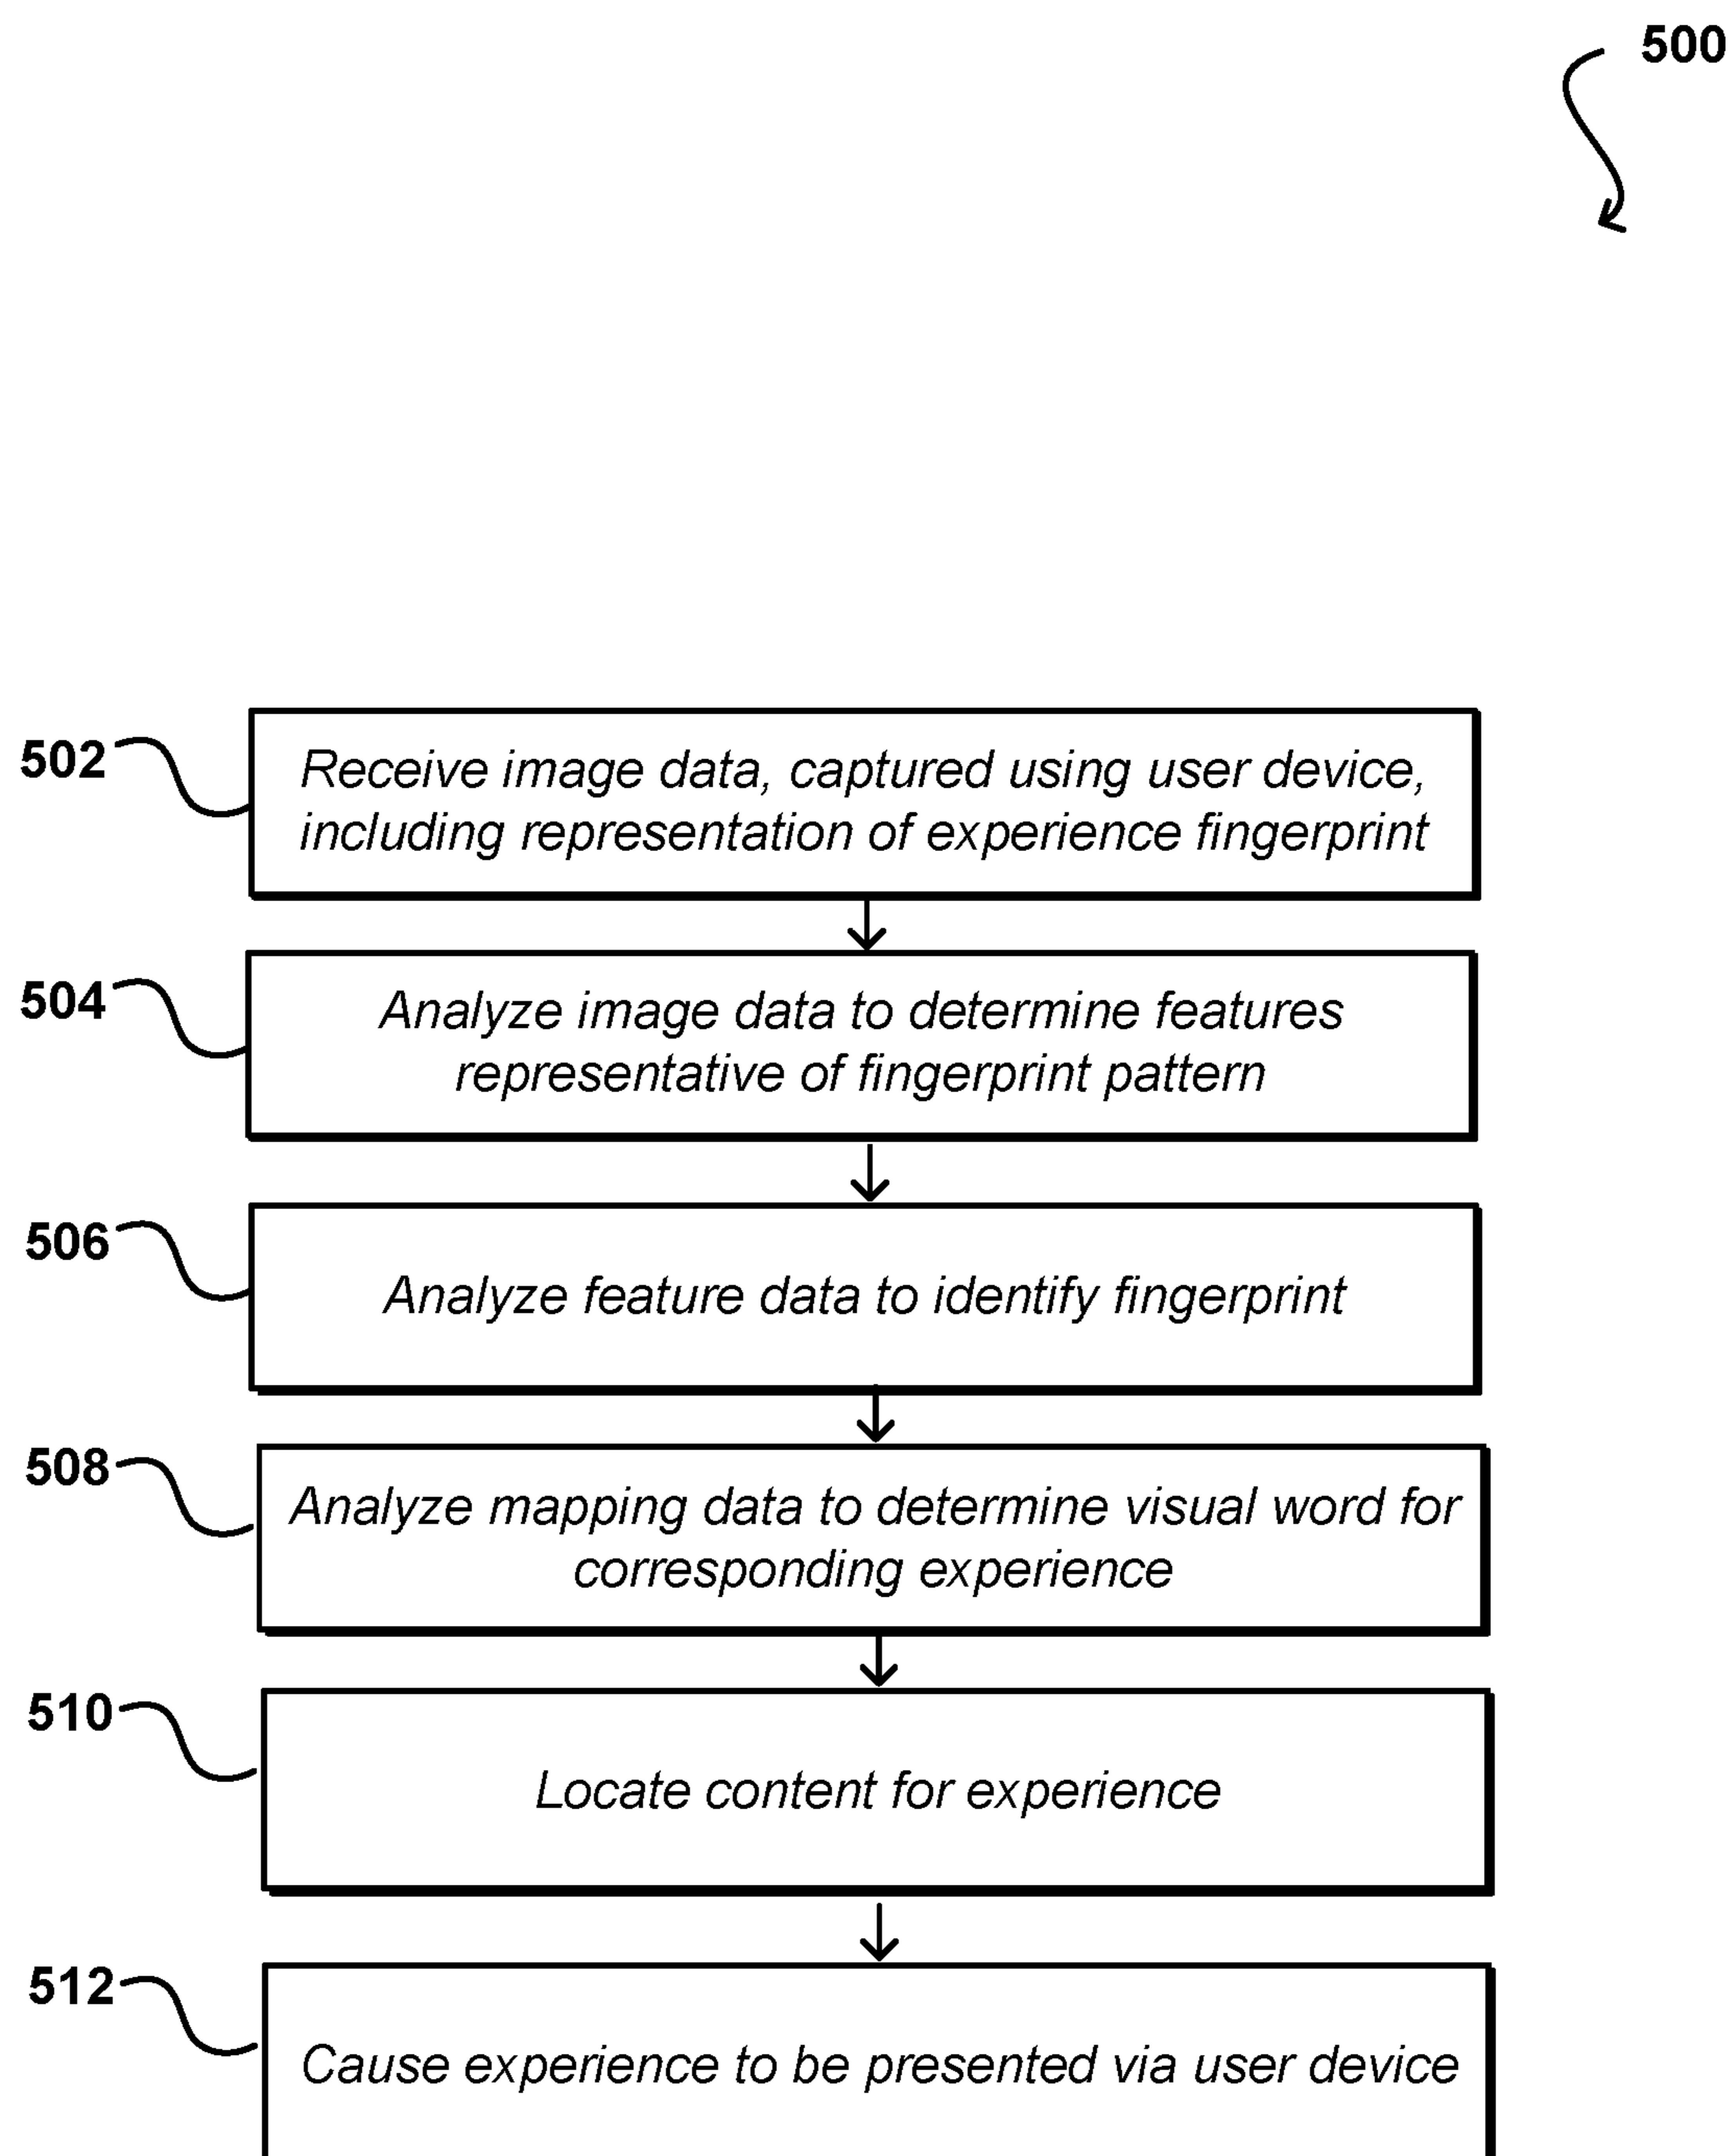 500
502
Receive image data, captured using user device,
including representation of experience fingerprint
504
Analyze image data to determine features
representative of fingerprint pattern
506
Analyze feature data to identify fingerprint
508
Analyze mapping data to determine visual word for
corresponding experience
510
Locate content for experience
512
Cause experience to be presented via user device